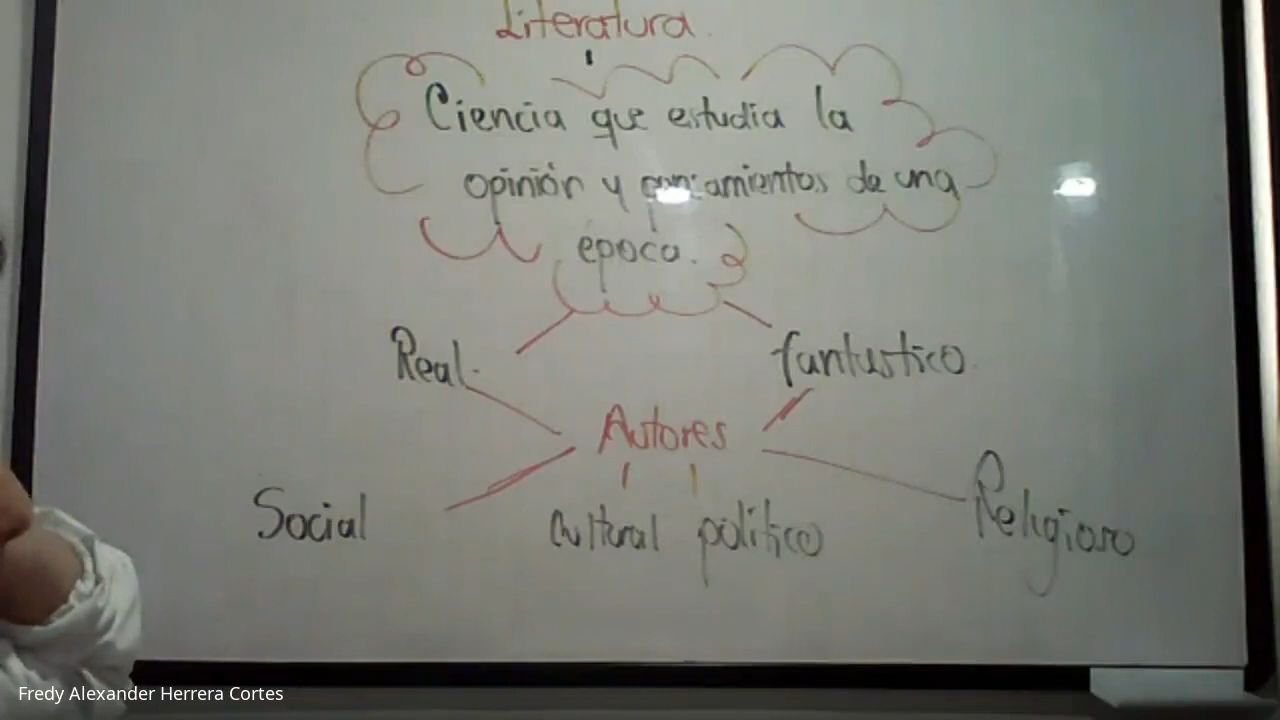 Literatura.
Ciencia que estudia la
opinión y pensamientos de una
época.
Real.
fantastico.
Autores
Social
Cultural
político
Religioso
Fredy Alexander Herrera Cortes